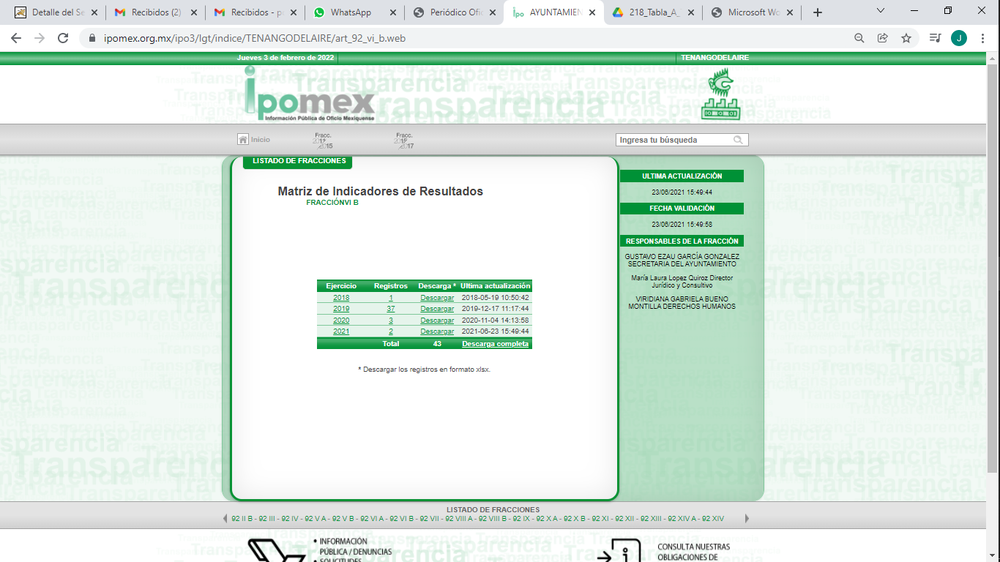 Detalle del Se
Recibidos (2)
Recibidos - p
WhatsApp
Periódico Ofic
AYUNTAMIEN
218_Tabla_A_
Microsoft Wo
ipomex.org.mx/ipo3/lgt/indice/TENANGODELAIRE/art_92_vi_b.web
J
Jueves 3 de febrero de 2022
TENANGODELAIRE
ipomex
Información Pública de Oficio Mexiquense
Transparencia
Inicio
Fracc.
2015
Fracc.
2017
Ingresa tu búsqueda
LISTADO DE FRACCIONES
Matriz de Indicadores de Resultados
FRACCIÓNVI B
Ejercicio Registros Descarga * Ultima actualización
2018 1 Descargar 2018-05-19 10:50:42
2019 37 Descargar 2019-12-17 11:17:44
2020 3 Descargar 2020-11-04 14:13:58
2021 2 Descargar 2021-06-23 15:49:44
Total 43 Descarga completa
* Descargar los registros en formato xlsx.
ULTIMA ACTUALIZACIÓN
23/06/2021 15:49:44
FECHA VALIDACIÓN
23/06/2021 15:49:58
RESPONSABLES DE LA FRACCIÓN
GUSTAVO EZAU GARCÍA GONZALEZ
SECRETARIA DEL AYUNTAMIENTO
María Laura Lopez Quiroz Director
Jurídico y Consultivo
VIRIDIANA GABRIELA BUENO
MONTILLA DERECHOS HUMANOS
LISTADO DE FRACCIONES
92 II B - 92 III - 92 IV - 92 V A - 92 V B - 92 VI A - 92 VI B - 92 VII - 92 VIII A - 92 VIII B - 92 IX - 92 X A - 92 X B - 92 XI - 92 XII - 92 XIII - 92 XIV A - 92 XIV
• INFORMACIÓN
PÚBLICA / DENUNCIAS
• SOLICITUDES
CONSULTA NUESTRAS
OBLIGACIONES DE